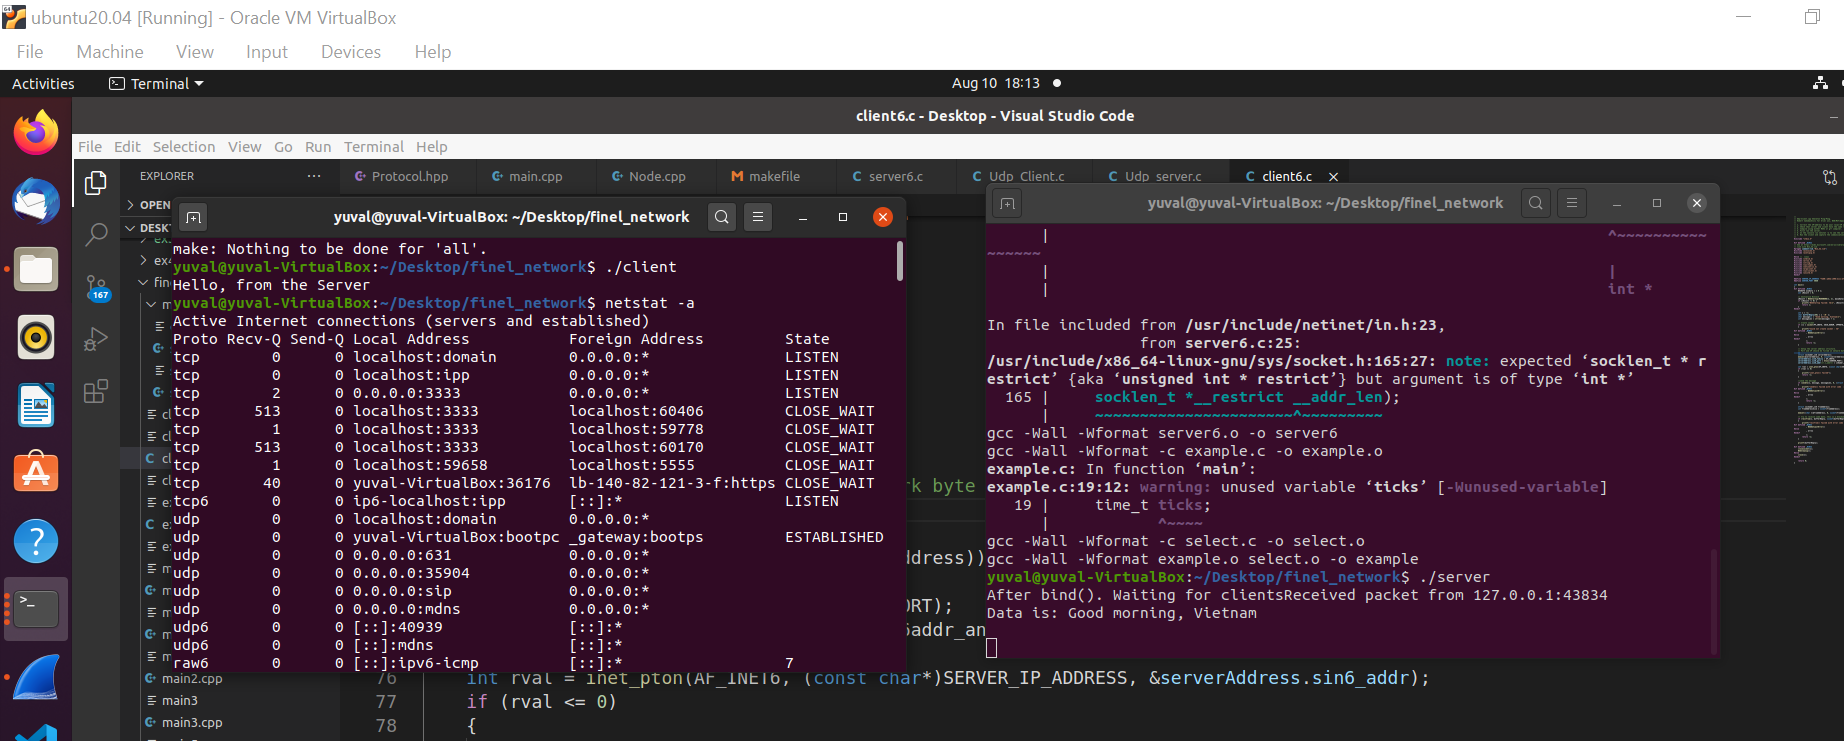 ubuntu20.04 [Running] - Oracle VM VirtualBox
File Machine View Input Devices Help
Activities Terminal Aug 10 18:13
client6.c - Desktop - Visual Studio Code
File Edit Selection View Go Run Terminal Help
EXPLORER ··· Protocol.hpp main.cpp Node.cpp makefile server6.c Udp_Client.c Udp_server.c client6.c
OPEN
DESKT
ex4
fin
167
main2.cpp
main3
main3.cpp
yuval@yuval-VirtualBox: ~/Desktop/finel_network
make: Nothing to be done for 'all'.
yuval@yuval-VirtualBox:~/Desktop/finel_network$ ./client
Hello, from the Server
yuval@yuval-VirtualBox:~/Desktop/finel_network$ netstat -a
Active Internet connections (servers and established)
Proto Recv-Q Send-Q Local Address Foreign Address State
tcp 0 0 localhost:domain 0.0.0.0:* LISTEN
tcp 0 0 localhost:ipp 0.0.0.0:* LISTEN
tcp 2 0 0.0.0.0:3333 0.0.0.0:* LISTEN
tcp 513 0 localhost:3333 localhost:60406 CLOSE_WAIT
tcp 1 0 localhost:3333 localhost:59778 CLOSE_WAIT
tcp 513 0 localhost:3333 localhost:60170 CLOSE_WAIT
tcp 1 0 localhost:59658 localhost:5555 CLOSE_WAIT
tcp 40 0 yuval-VirtualBox:36176 lb-140-82-121-3-f:https CLOSE_WAIT
tcp6 0 0 ip6-localhost:ipp [::]:* LISTEN
udp 0 0 localhost:domain 0.0.0.0:*
udp 0 0 yuval-VirtualBox:bootpc _gateway:bootps ESTABLISHED
udp 0 0 0.0.0.0:631 0.0.0.0:*
udp 0 0 0.0.0.0:35904 0.0.0.0:*
udp 0 0 0.0.0.0:sip 0.0.0.0:*
udp 0 0 0.0.0.0:mdns 0.0.0.0:*
udp6 0 0 [::]:40939 [::]:*
udp6 0 0 [::]:mdns [::]:*
raw6 0 0 [::]:ipv6-icmp [::]:* 7
k byte
ddress))
ORT);
6addr_an
yuval@yuval-VirtualBox: ~/Desktop/finel_network
| ^~~~~~~~~~~
~~~~~~
| |
| int *
In file included from /usr/include/netinet/in.h:23,
from server6.c:25:
/usr/include/x86_64-linux-gnu/sys/socket.h:165:27: note: expected ‘socklen_t * r
estrict’ {aka ‘unsigned int * restrict’} but argument is of type ‘int *’
165 | socklen_t *__restrict __addr_len);
| ~~~~~~~~~~~~~~~~~~~~~~^~~~~~~~~~
gcc -Wall -Wformat server6.o -o server6
gcc -Wall -Wformat -c example.c -o example.o
example.c: In function ‘main’:
example.c:19:12: warning: unused variable ‘ticks’ [-Wunused-variable]
19 | time_t ticks;
| ^~~~~
gcc -Wall -Wformat -c select.c -o select.o
gcc -Wall -Wformat example.o select.o -o example
yuval@yuval-VirtualBox:~/Desktop/finel_network$ ./server
After bind(). Waiting for clientsReceived packet from 127.0.0.1:43834
Data is: Good morning, Vietnam
76 int rval = inet_pton(AF_INET6, (const char*)SERVER_IP_ADDRESS, &serverAddress.sin6_addr);
77 if (rval <= 0)
78 {